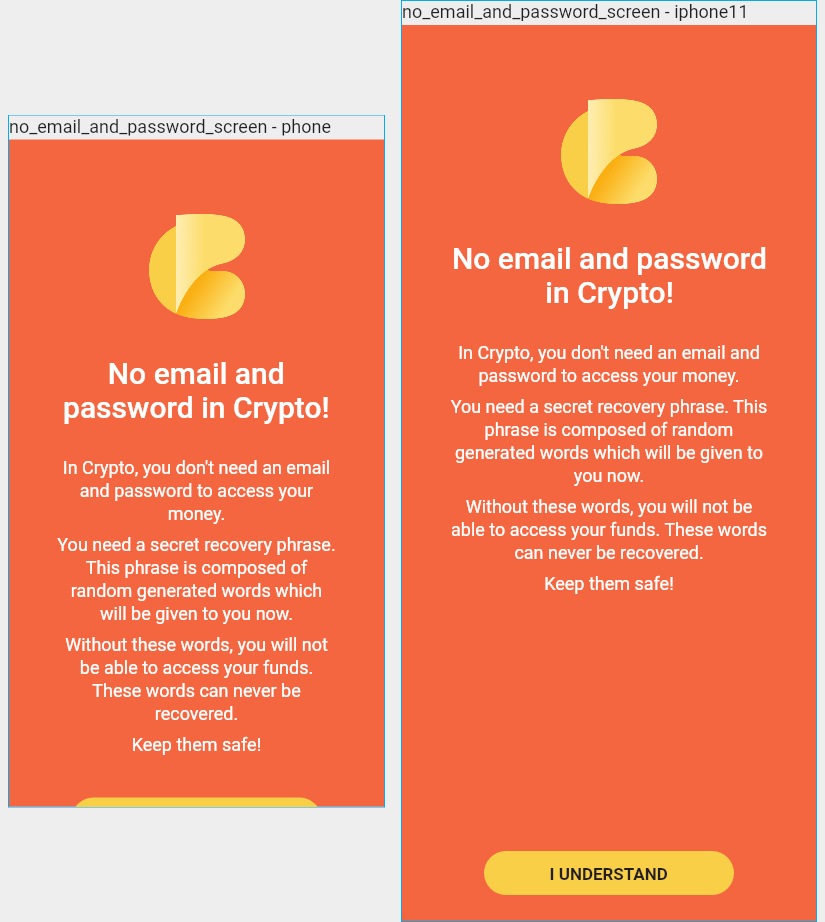 no_email_and_password_screen - phone
No email and
password in Crypto!
In Crypto, you don't need an email
and password to access your
money.
You need a secret recovery phrase.
This phrase is composed of
random generated words which
will be given to you now.
Without these words, you will not
be able to access your funds.
These words can never be
recovered.
Keep them safe!
no_email_and_password_screen - iphone11
No email and password
in Crypto!
In Crypto, you don't need an email and
password to access your money.
You need a secret recovery phrase. This
phrase is composed of random
generated words which will be given to
you now.
Without these words, you will not be
able to access your funds. These words
can never be recovered.
Keep them safe!
I UNDERSTAND